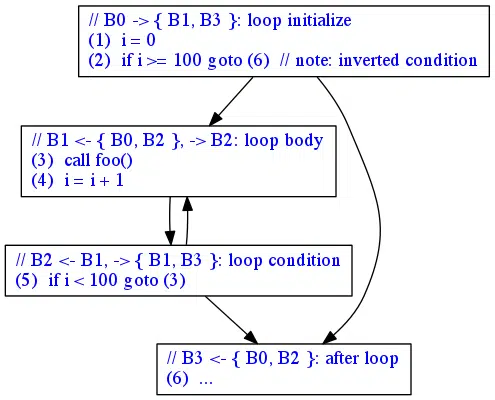 // B0 -> { B1, B3 }: loop initialize
(1)  i = 0
(2)  if i >= 100 goto (6)  // note: inverted condition
// B1 <- { B0, B2 }, -> B2: loop body
(3)  call foo()
(4)  i = i + 1
// B2 <- B1, -> { B1, B3 }: loop condition
(5)  if i < 100 goto (3)
// B3 <- { B0, B2 }: after loop
(6)  ...